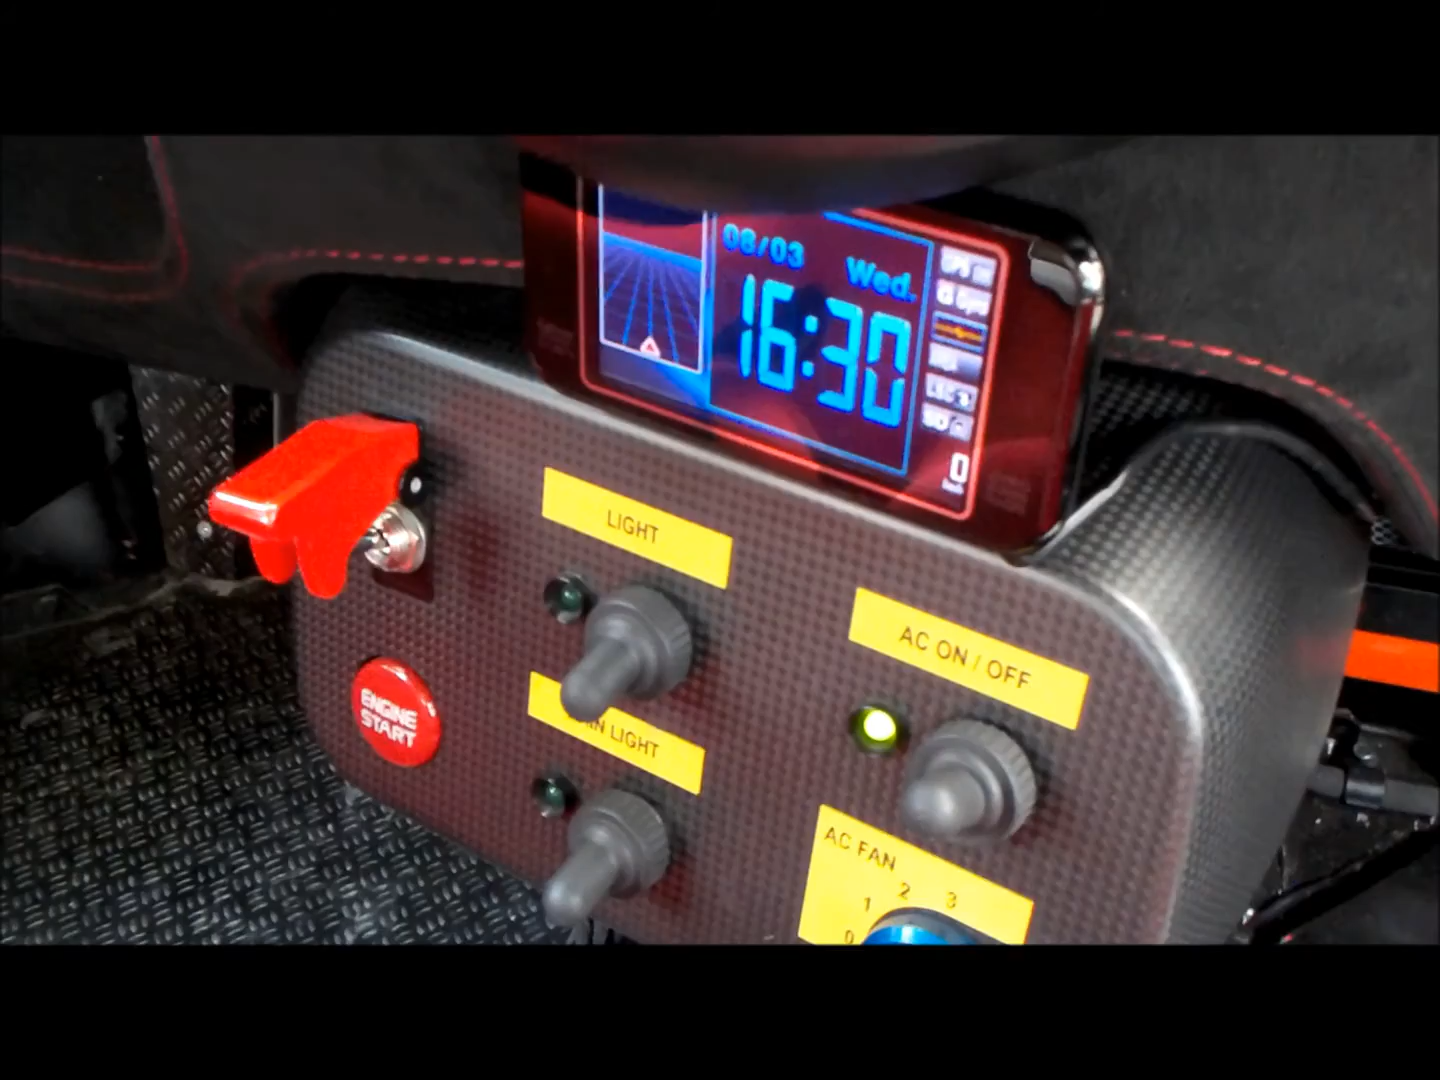 08/03
Wed.
16:30
0
LIGHT
AC ON / OFF
ENGINE
START
LIGHT
AC FAN
0 1 2 3